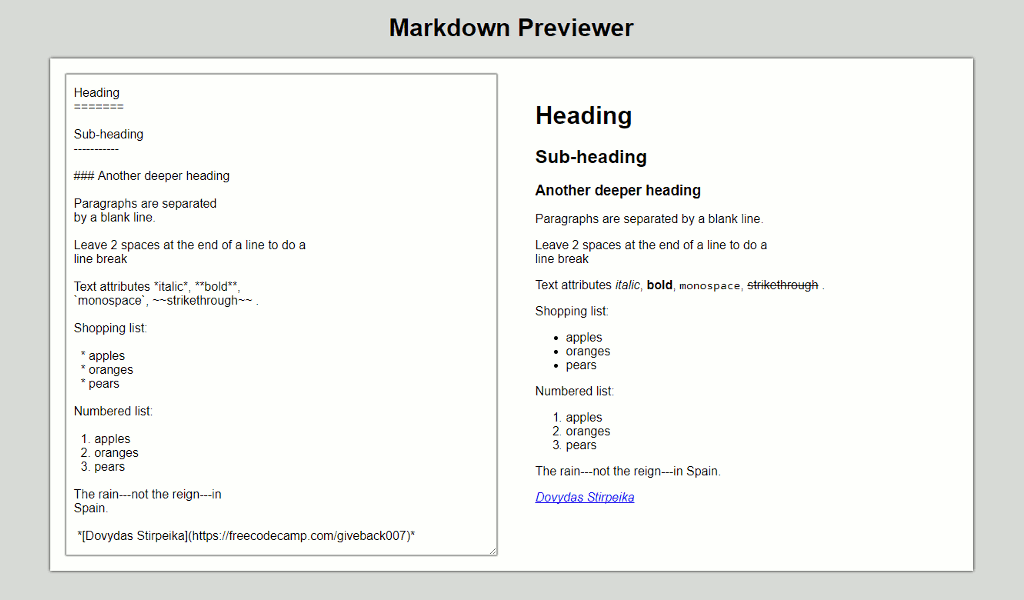 Markdown Previewer
Heading
=======
Sub-heading
-----------
### Another deeper heading
Paragraphs are separated
by a blank line.
Leave 2 spaces at the end of a line to do a
line break
Text attributes *italic*, **bold**,
`monospace`, ~~strikethrough~~ .
Shopping list:
* apples
* oranges
* pears
Numbered list:
1. apples
2. oranges
3. pears
The rain---not the reign---in
Spain.
*[Dovydas Stirpeika](https://freecodecamp.com/giveback007)*
Heading
Sub-heading
Another deeper heading
Paragraphs are separated by a blank line.
Leave 2 spaces at the end of a line to do a
line break
Text attributes italic, bold, monospace, strikethrough .
Shopping list:
• apples
• oranges
• pears
Numbered list:
1. apples
2. oranges
3. pears
The rain---not the reign---in Spain.
Dovydas Stirpeika